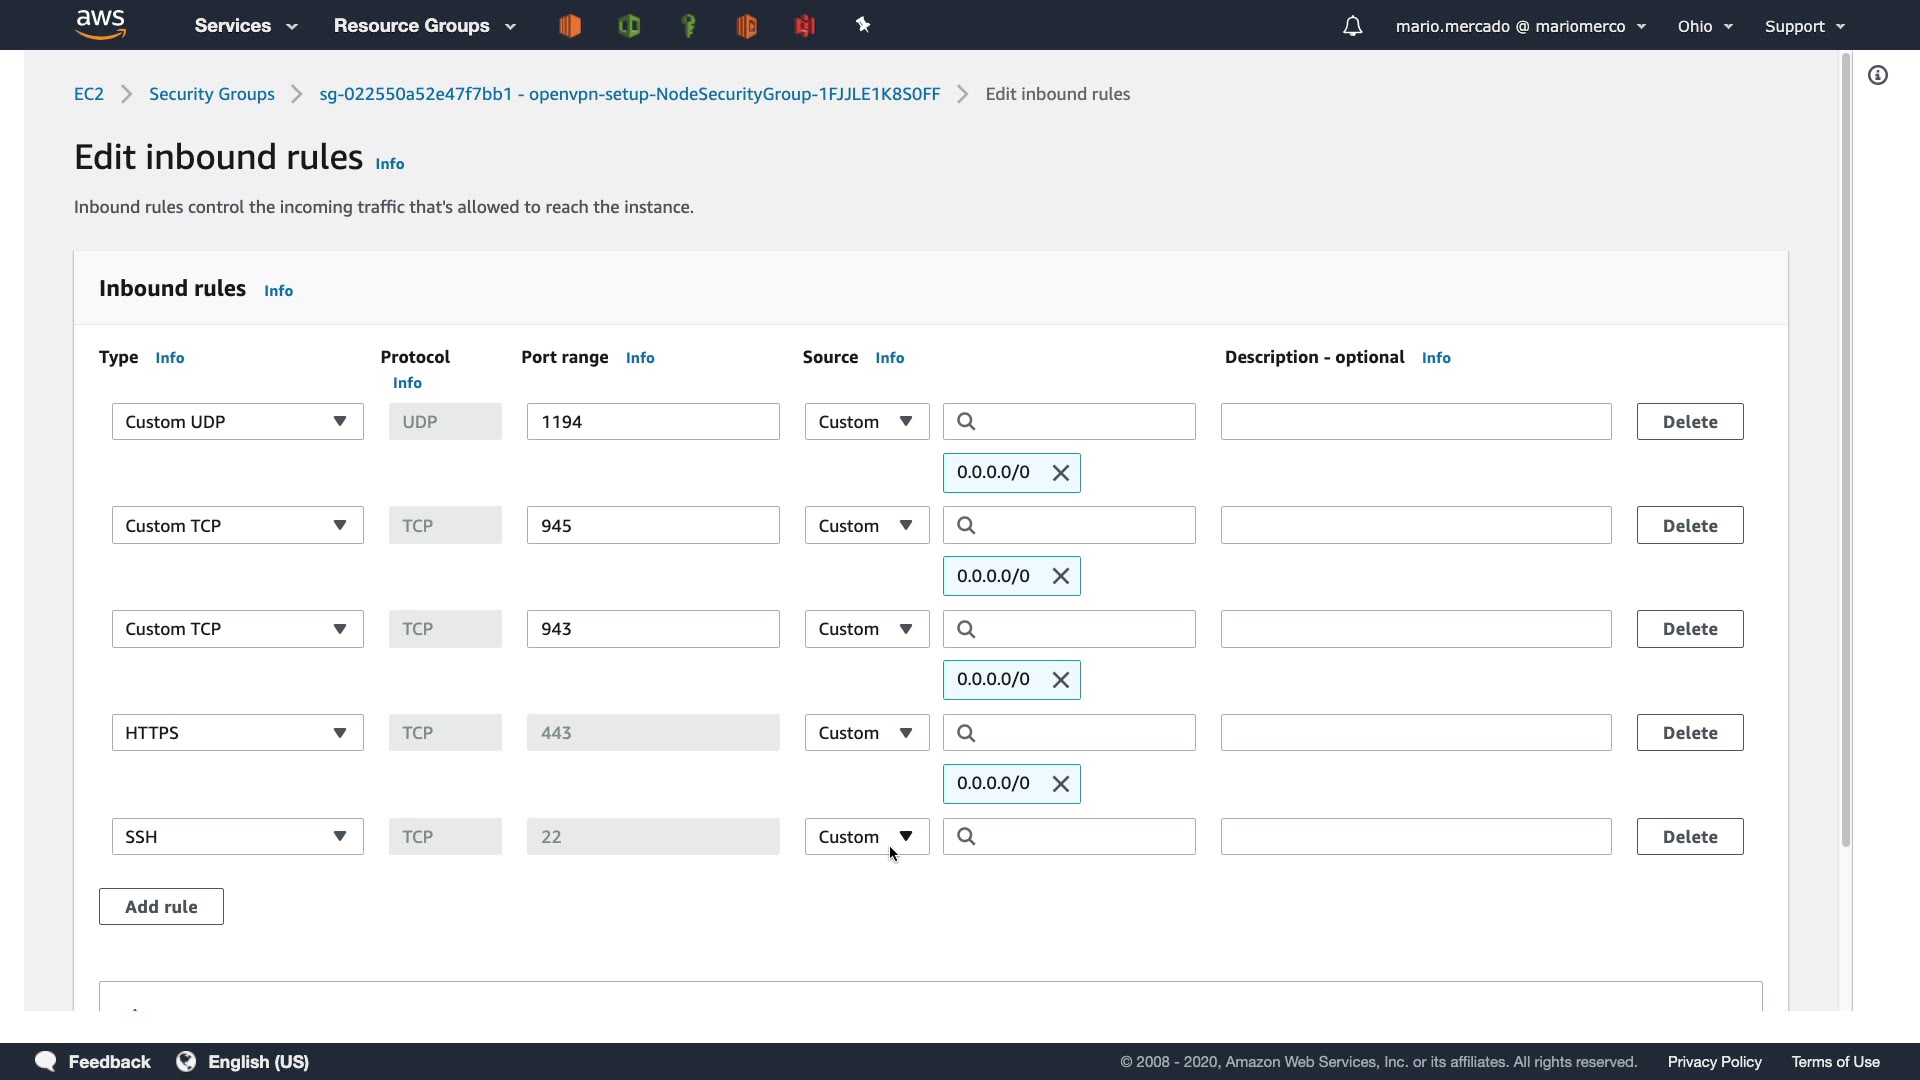 aws Services Resource Groups mario.mercado @ mariomerco Ohio Support
EC2 Security Groups sg-022550a52e47f7bb1 - openvpn-setup-NodeSecurityGroup-1FJJLE1K8S0FF Edit inbound rules
Edit inbound rules Info
Inbound rules control the incoming traffic that's allowed to reach the instance.
Inbound rules Info
Type Info Protocol Port range Info Source Info Description - optional Info
Info
Custom UDP UDP 1194 Custom Delete
0.0.0.0/0
Custom TCP TCP 945 Custom Delete
0.0.0.0/0
Custom TCP TCP 943 Custom Delete
0.0.0.0/0
HTTPS TCP 443 Custom Delete
0.0.0.0/0
SSH TCP 22 Custom Delete
Add rule
Feedback English (US) © 2008 - 2020, Amazon Web Services, Inc. or its affiliates. All rights reserved. Privacy Policy Terms of Use